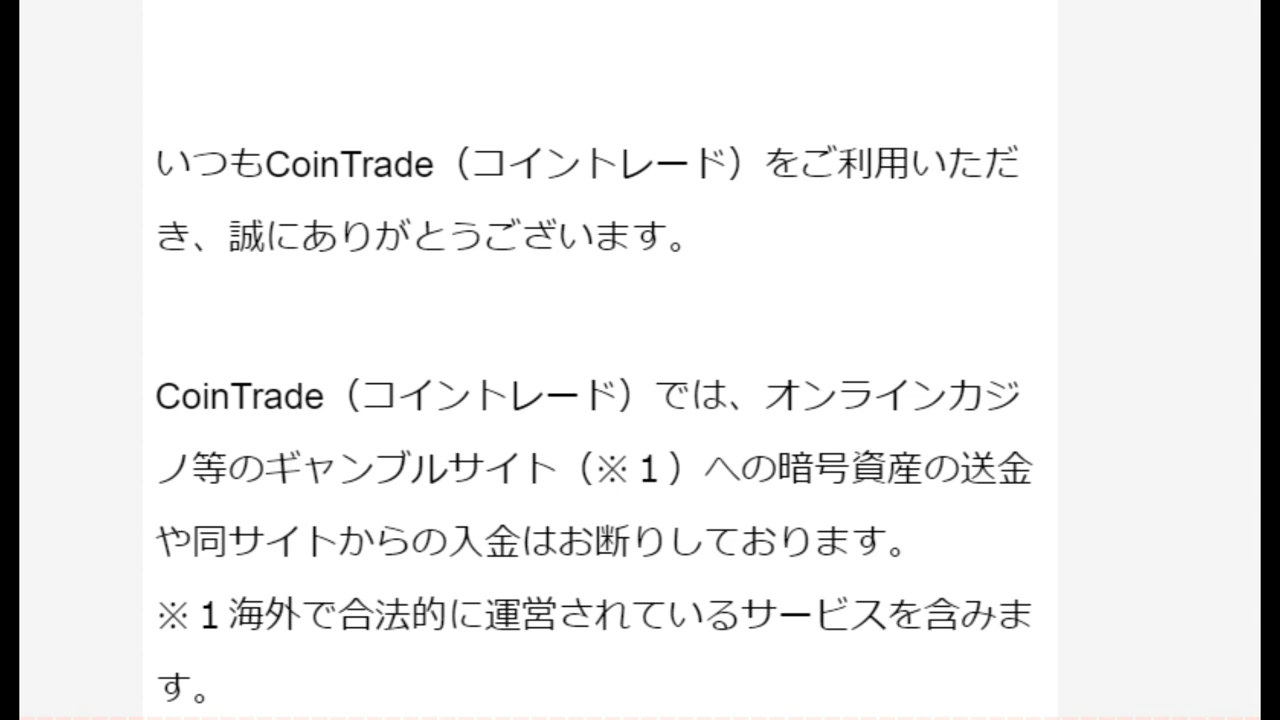 いつもCoinTrade（コイントレード）をご利用いただ
き、誠にありがとうございます。
CoinTrade（コイントレード）では、オンラインカジ
ノ等のギャンブルサイト（※１）への暗号資産の送金
や同サイトからの入金はお断りしております。
※１海外で合法的に運営されているサービスを含みま
す。